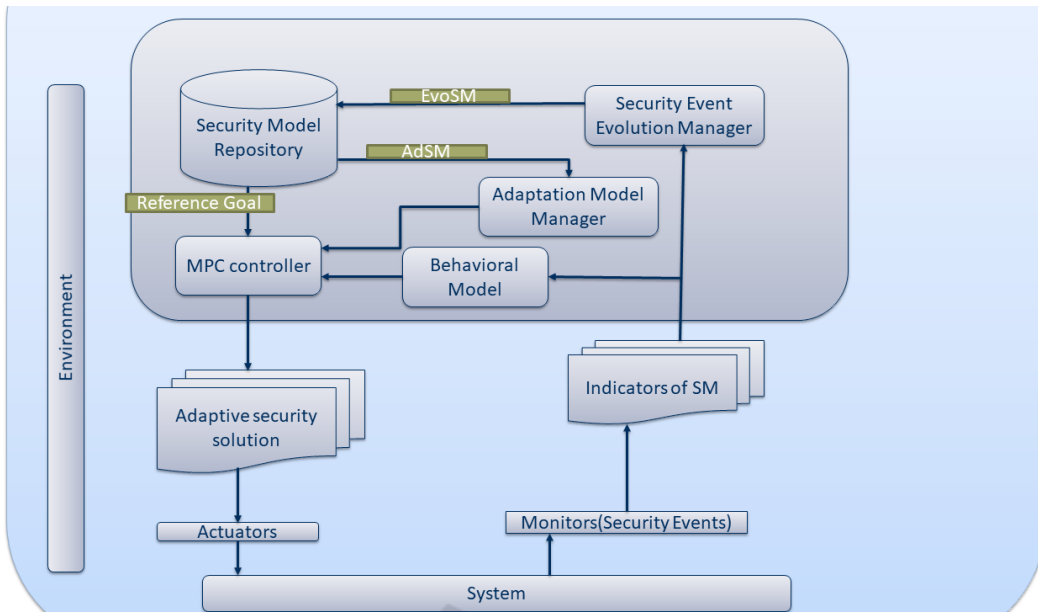 EvoSM
Security Event
Evolution Manager
Security Model
Repository
AdSM
Adaptation Model
Manager
Reference Goal
MPC controller
Behavioral
Model
Environment
Indicators of SM
Adaptive security
solution
Actuators
Monitors(Security Events)
System